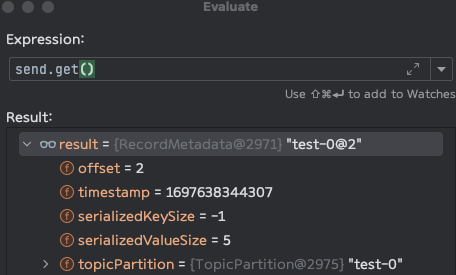 Evaluate
Expression:
send.get()
Use ⇧⌘↵ to add to Watches
Result:
result = {RecordMetadata@2971} "test-0@2"
f offset = 2
f timestamp = 1697638344307
f serializedKeySize = -1
f serializedValueSize = 5
f topicPartition = {TopicPartition@2975} "test-0"